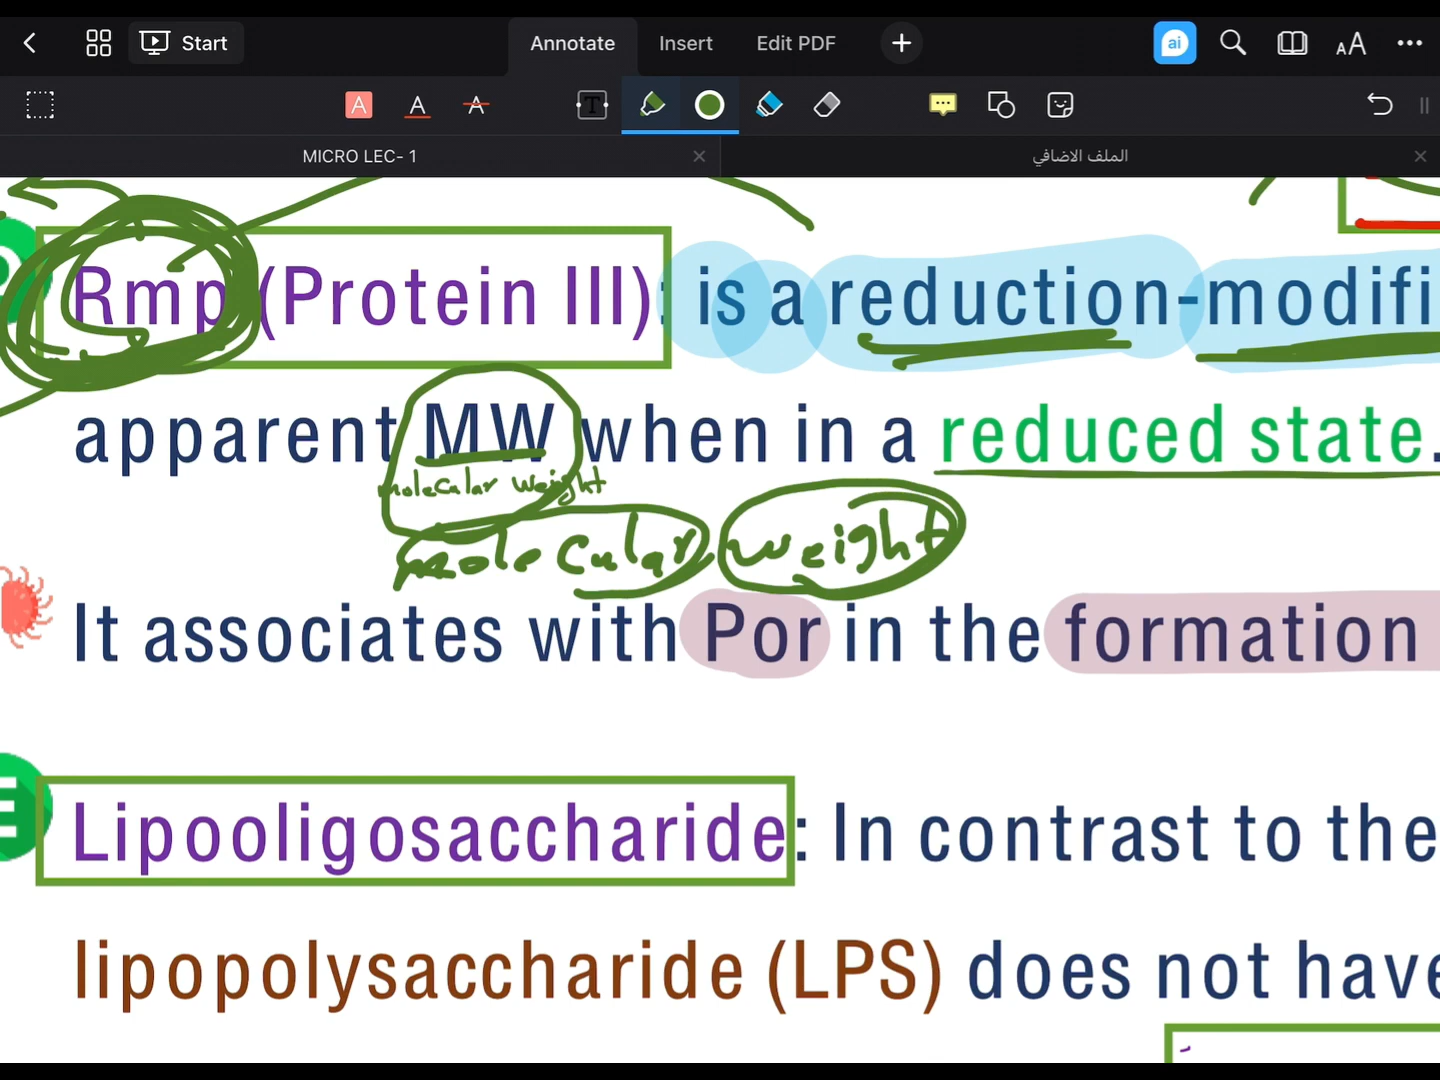 Start
Annotate
Insert
Edit PDF
ai
AA
A
A
A
T
MICRO LEC- 1
الملف الاضافي
Rmp (Protein III): is a reduction-modifi
apparent MW when in a reduced state.
molecular weight
molecular weight
It associates with Por in the formation
E
Lipooligosaccharide: In contrast to the
lipopolysaccharide (LPS) does not have